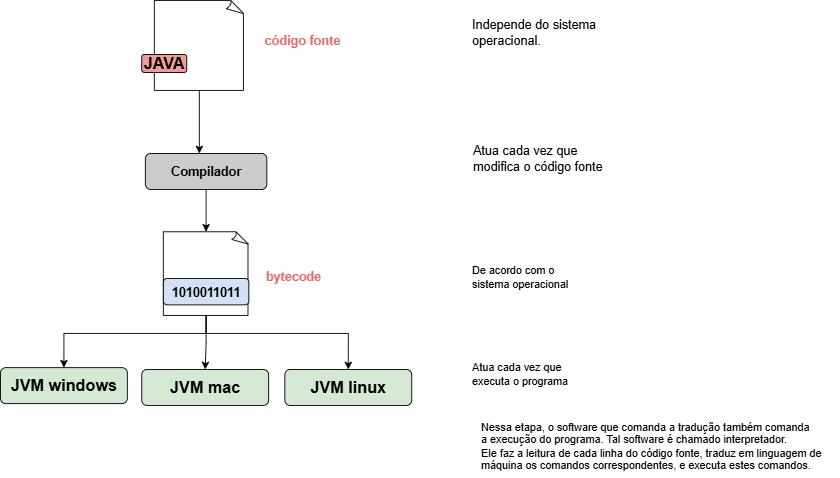 código fonte
Independe do sistema
operacional.
JAVA
Compilador
Atua cada vez que
modifica o código fonte
bytecode
1010011011
De acordo com o
sistema operacional
JVM windows
JVM mac
JVM linux
Atua cada vez que
executa o programa
Nessa etapa, o software que comanda a tradução também comanda
a execução do programa. Tal software é chamado interpretador.
Ele faz a leitura de cada linha do código fonte, traduz em linguagem de
máquina os comandos correspondentes, e executa estes comandos.